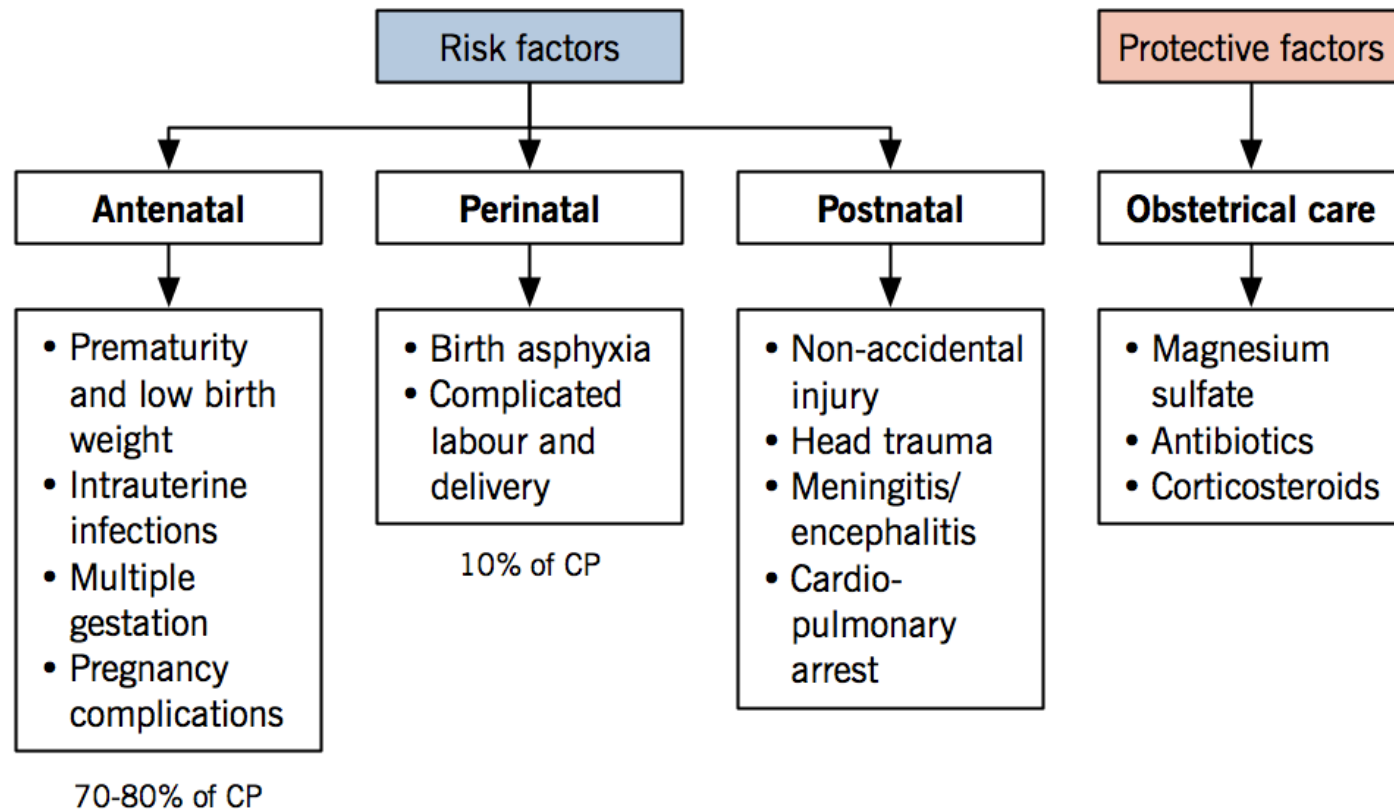 Risk factors
Protective factors
Antenatal
Perinatal
Postnatal
Obstetrical care
• Prematurity
and low birth
weight
• Intrauterine
infections
• Multiple
gestation
• Pregnancy
complications
70-80% of CP
• Birth asphyxia
• Complicated
labour and
delivery
10% of CP
• Non-accidental
injury
• Head trauma
• Meningitis/
encephalitis
• Cardio-
pulmonary
arrest
• Magnesium
sulfate
• Antibiotics
• Corticosteroids